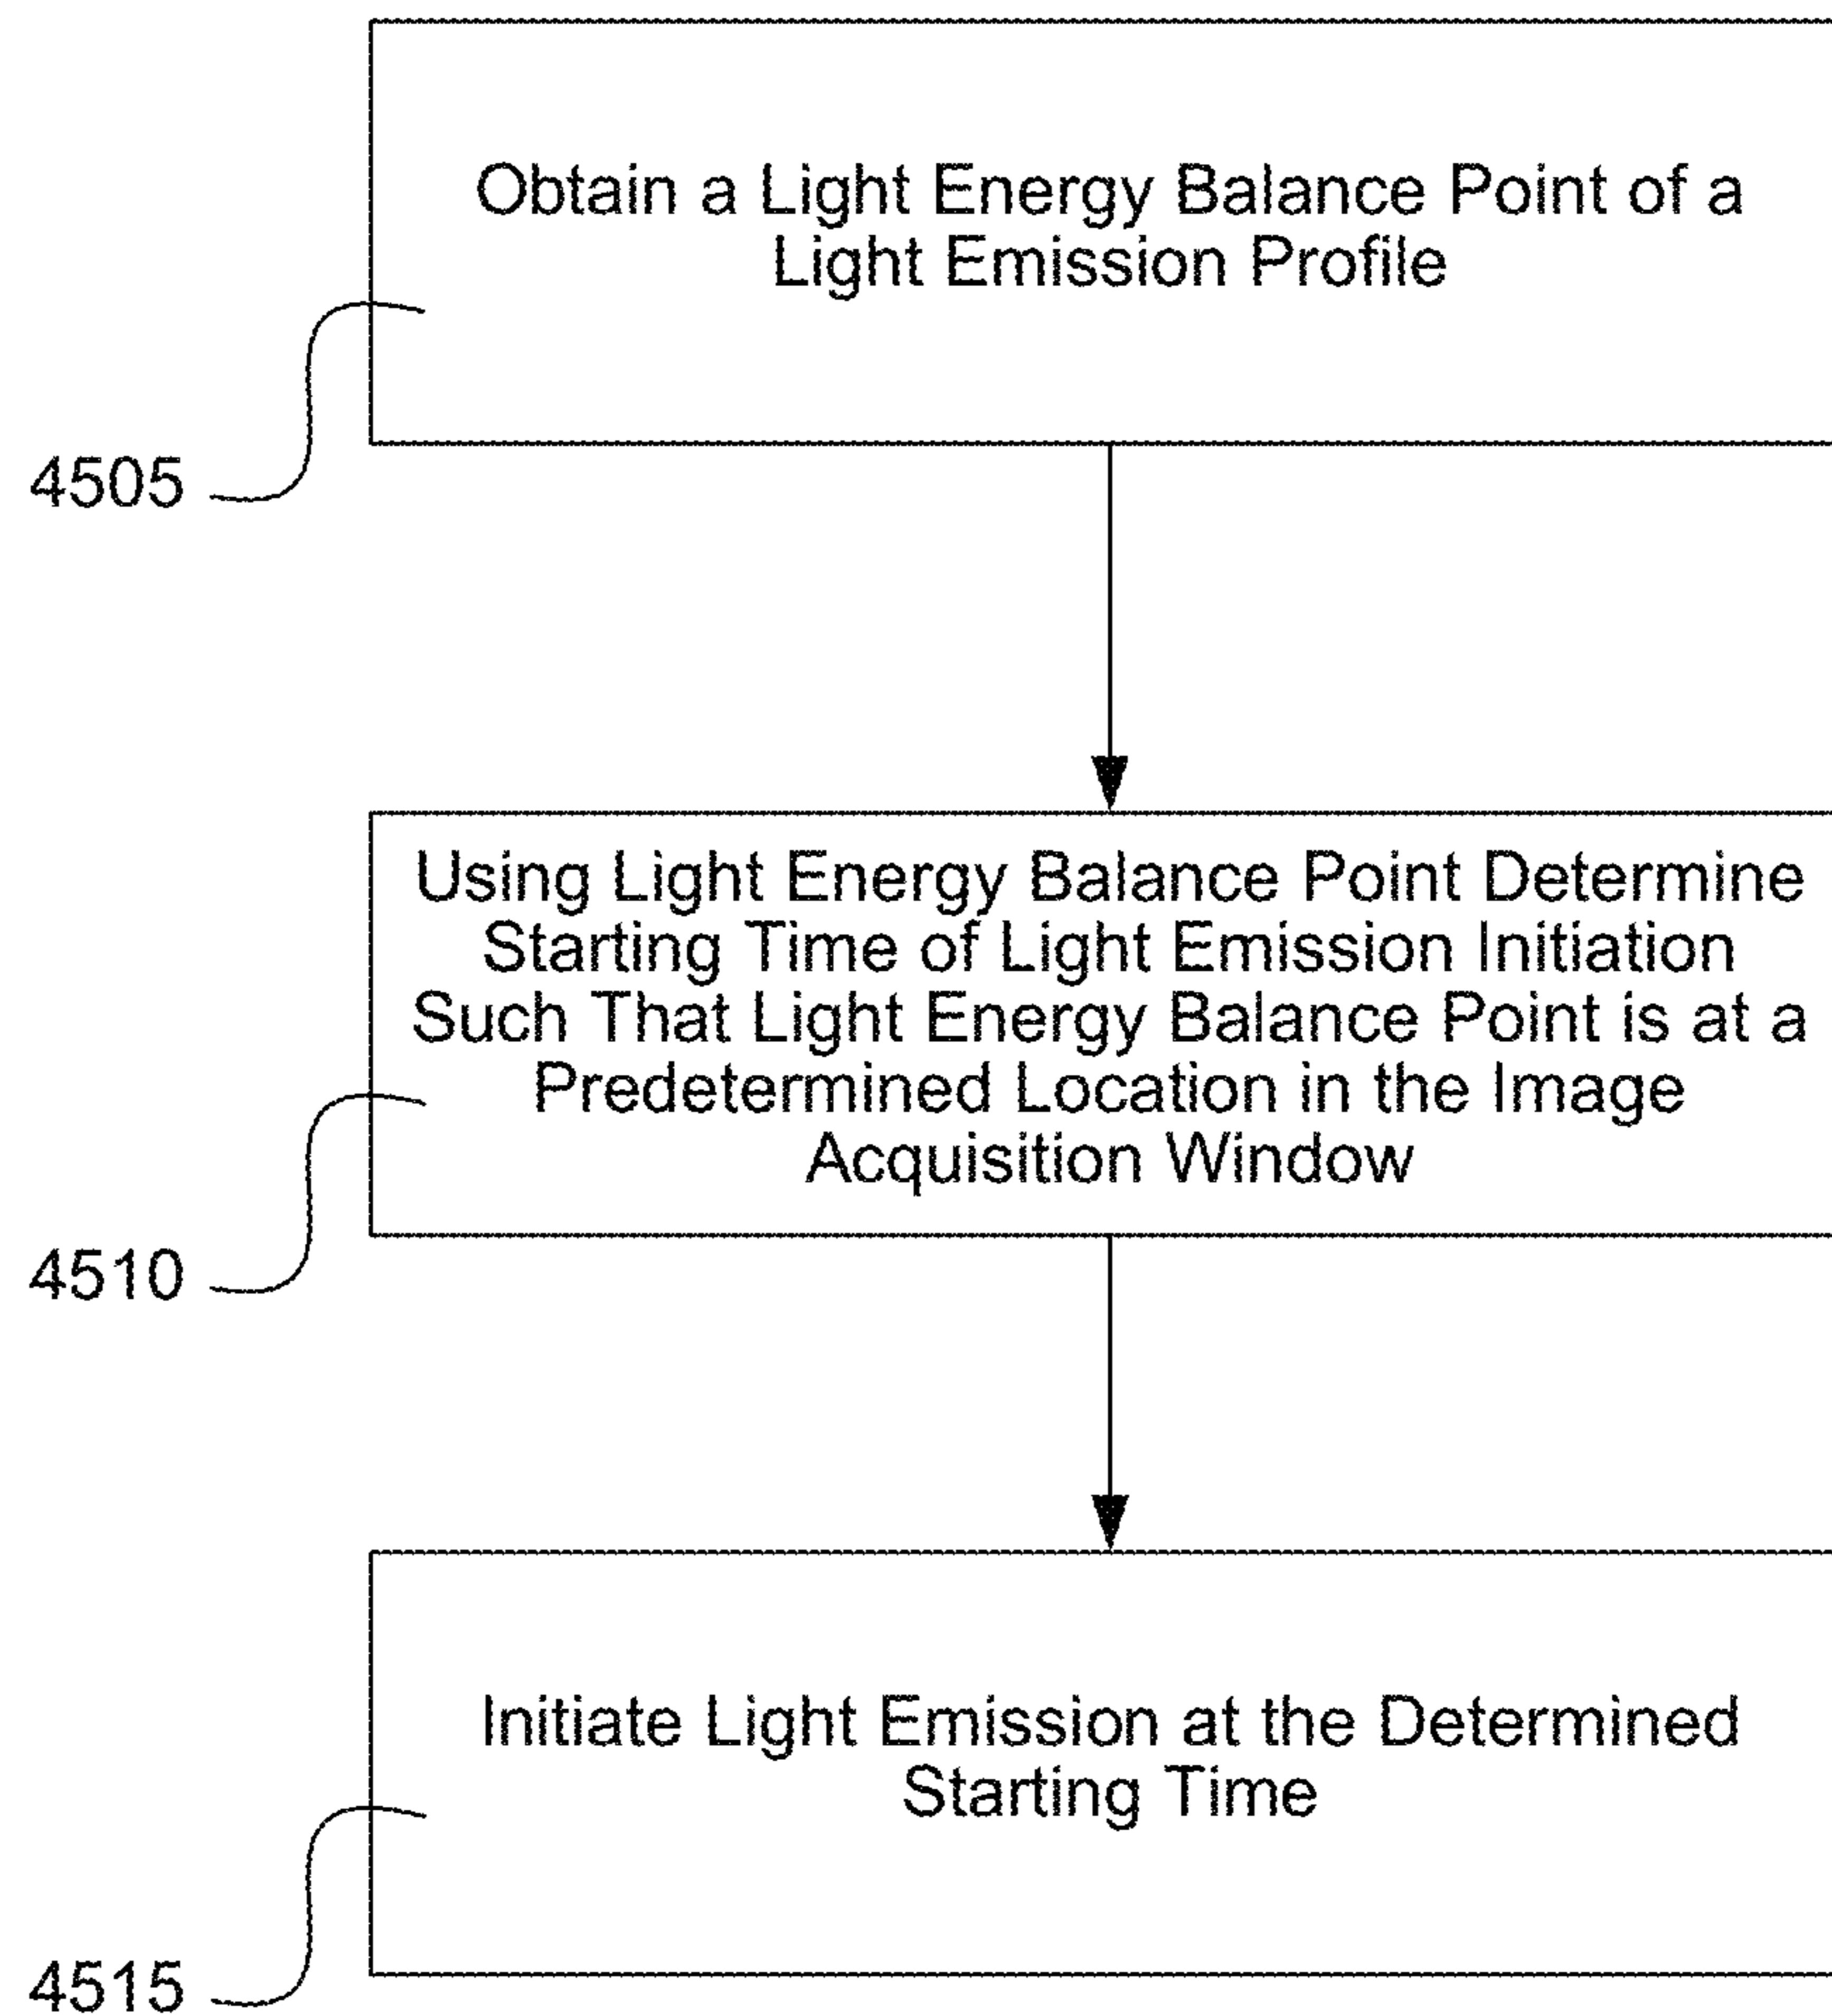 Obtain a Light Energy Balance Point of a
Light Emission Profile
4505
Using Light Energy Balance Point Determine
Starting Time of Light Emission Initiation
Such That Light Energy Balance Point is at a
Predetermined Location in the Image
Acquisition Window
4510
Initiate Light Emission at the Determined
Starting Time
4515